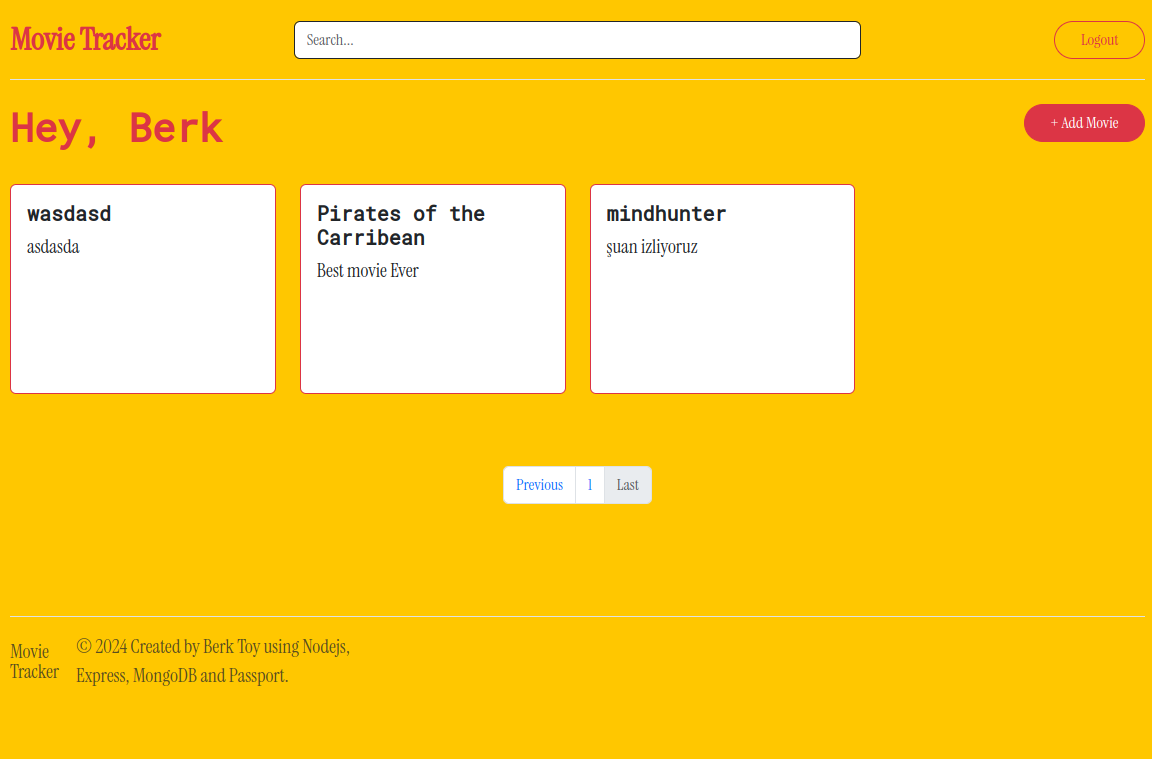 Movie Tracker
Search...
Logout
Hey, Berk
+ Add Movie
wasdasd
asdasda
Pirates of the
Carribean
Best movie Ever
mindhunter
şuan izliyoruz
Previous
1
Last
Movie
Tracker
© 2024 Created by Berk Toy using Nodejs,
Express, MongoDB and Passport.